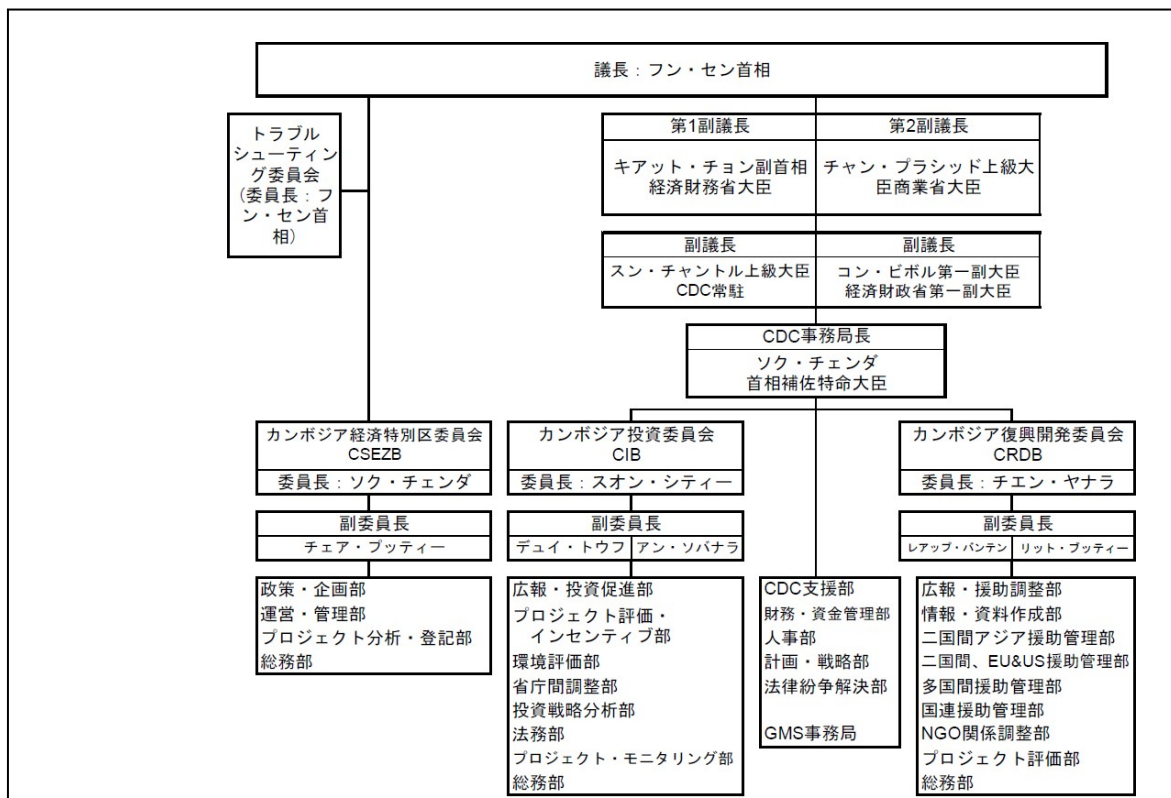 議長：フン・セン首相
トラブル
シューティン
グ委員会
(委員長：フ
ン・セン首
相)
第1副議長
キアット・チョン副首相
経済財務省大臣
第2副議長
チャン・プラシッド上級大
臣商業省大臣
副議長
スン・チャントル上級大臣
CDC常駐
副議長
コン・ビボル第一副大臣
経済財政省第一副大臣
CDC事務局長
ソク・チェンダ
首相補佐特命大臣
カンボジア経済特別区委員会
CSEZB
委員長：ソク・チェンダ
副委員長
チェア・ブッティー
政策・企画部
運営・管理部
プロジェクト分析・登記部
総務部
カンボジア投資委員会
CIB
委員長：スオン・シティー
副委員長
デュイ・トウフ
アン・ソバナラ
広報・投資促進部
プロジェクト評価・
インセンティブ部
環境評価部
省庁間調整部
投資戦略分析部
法務部
プロジェクト・モニタリング部
総務部
CDC支援部
財務・資金管理部
人事部
計画・戦略部
法律紛争解決部
GMS事務局
カンボジア復興開発委員会
CRDB
委員長：チエン・ヤナラ
副委員長
レアップ・バンテン
リット・ブッティー
広報・援助調整部
情報・資料作成部
二国間アジア援助管理部
二国間、EU&US援助管理部
多国間援助管理部
国連援助管理部
NGO関係調整部
プロジェクト評価部
総務部